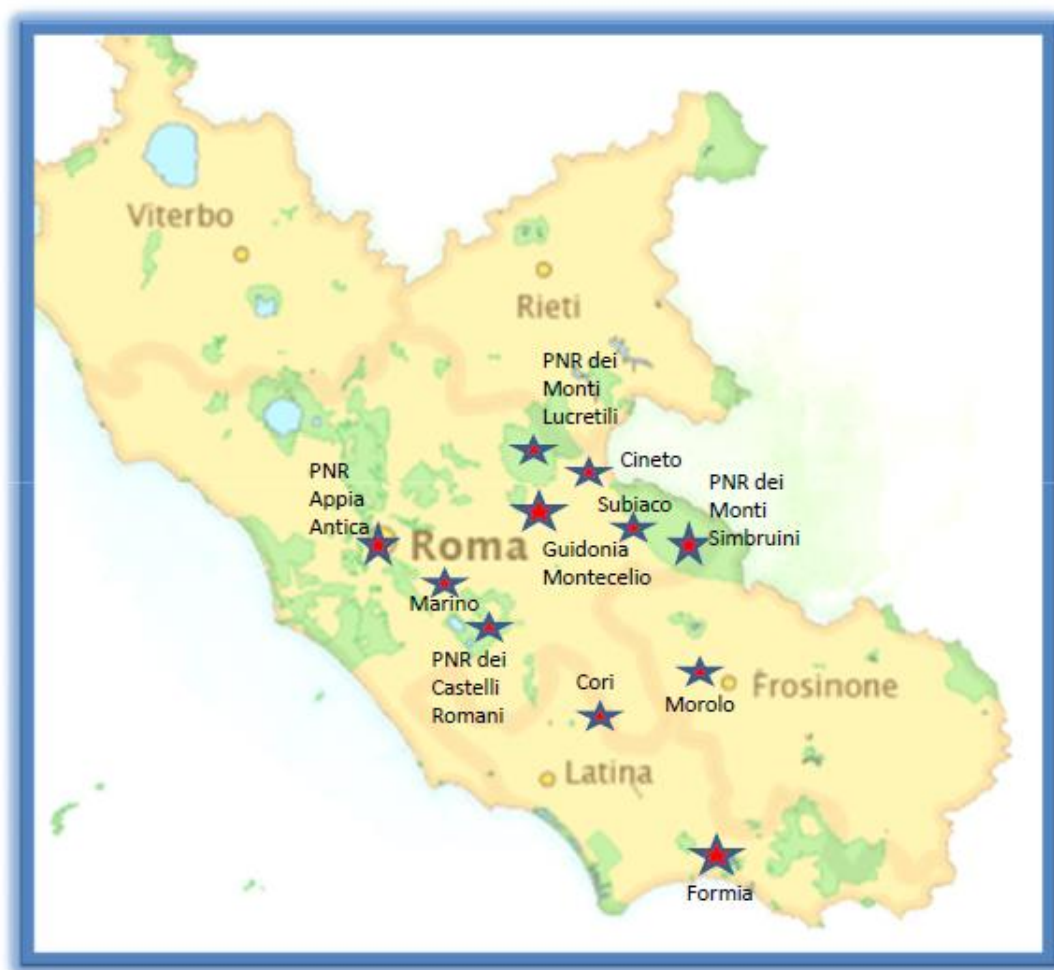 Viterbo
Rieti
PNR dei
Monti
Lucretili
Cineto
PNR
Appia
Antica
PNR dei
Monti
Simbruini
Subiaco
Roma
Guidonia
Montecelio
Marino
PNR dei
Castelli
Romani
Cori
Morolo
Frosinone
Latina
Formia